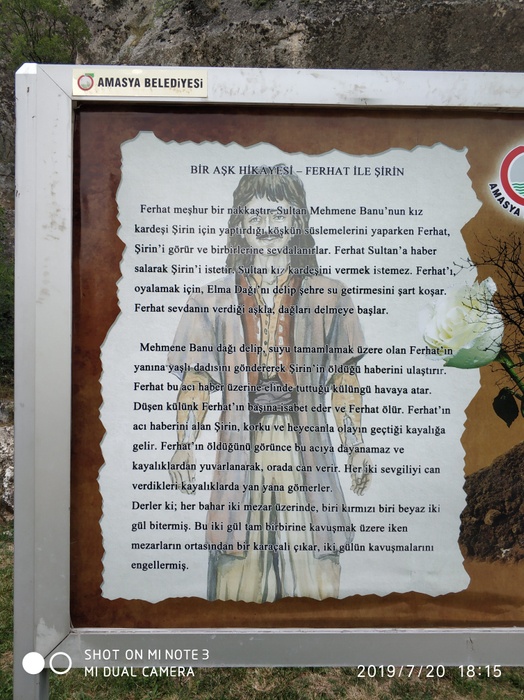 AMASYA BELEDİYESİ
BİR AŞK HİKAYESİ – FERHAT İLE ŞİRİN
Ferhat meşhur bir nakkaştır. Sultan Mehmene Banu'nun kız
kardeşi Şirin için yaptırdığı köşkün süslemelerini yaparken Ferhat,
Şirin'i görür ve birbirlerine sevdalanırlar. Ferhat Sultan'a haber
salarak Şirin'i istetir. Sultan kız kardeşini vermek istemez. Ferhat'ı,
oyalamak için, Elma Dağı'nı delip şehre su getirmesini şart koşar.
Ferhat sevdanın verdiği aşkla, dağları delmeye başlar.
Mehmene Banu dağı delip, suyu tamamlamak üzere olan Ferhat'ın
yanına yaşlı dadısını göndererek Şirin'in öldüğü haberini ulaştırır.
Ferhat bu acı haber üzerine elinde tuttuğu külüngü havaya atar.
Düşen külünk Ferhat'ın başına isabet eder ve Ferhat ölür. Ferhat'ın
acı haberini alan Şirin, korku ve heyecanla olayın geçtiği kayalığa
gelir. Ferhat'ın öldüğünü görünce bu acıya dayanamaz ve
kayalıklardan yuvarlanarak, orada can verir. Her iki sevgiliyi can
verdikleri kayalıklarda yan yana gömerler.
Derler ki; her bahar iki mezar üzerinde, biri kırmızı biri beyaz iki
gül bitermiş. Bu iki gül tam birbirine kavuşmak üzere iken
mezarların ortasından bir karaçalı çıkar, iki gülün kavuşmalarını
engellermiş.
AMASYA
SHOT ON MI NOTE 3
MI DUAL CAMERA
2019/7/20 18:15